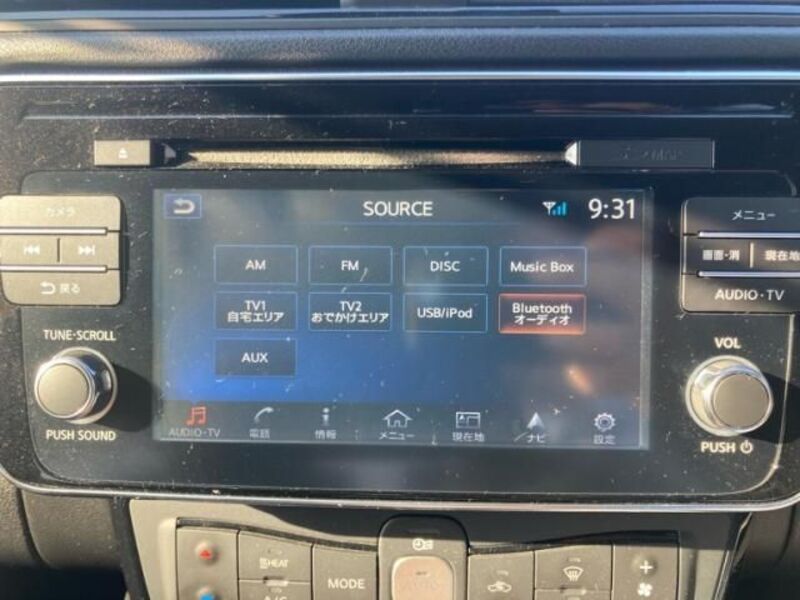 カメラ
戻る
TUNE·SCROLL
PUSH SOUND
SOURCE
9:31
AM
FM
DISC
Music Box
TV1
自宅エリア
TV2
おでかけエリア
USB/iPod
Bluetooth
オーディオ
AUX
AUDIO·TV
電話
情報
メニュー
現在地
ナビ
設定
メニュー
画面·消
現在地
AUDIO·TV
VOL
PUSH
HEAT
MODE
A/C